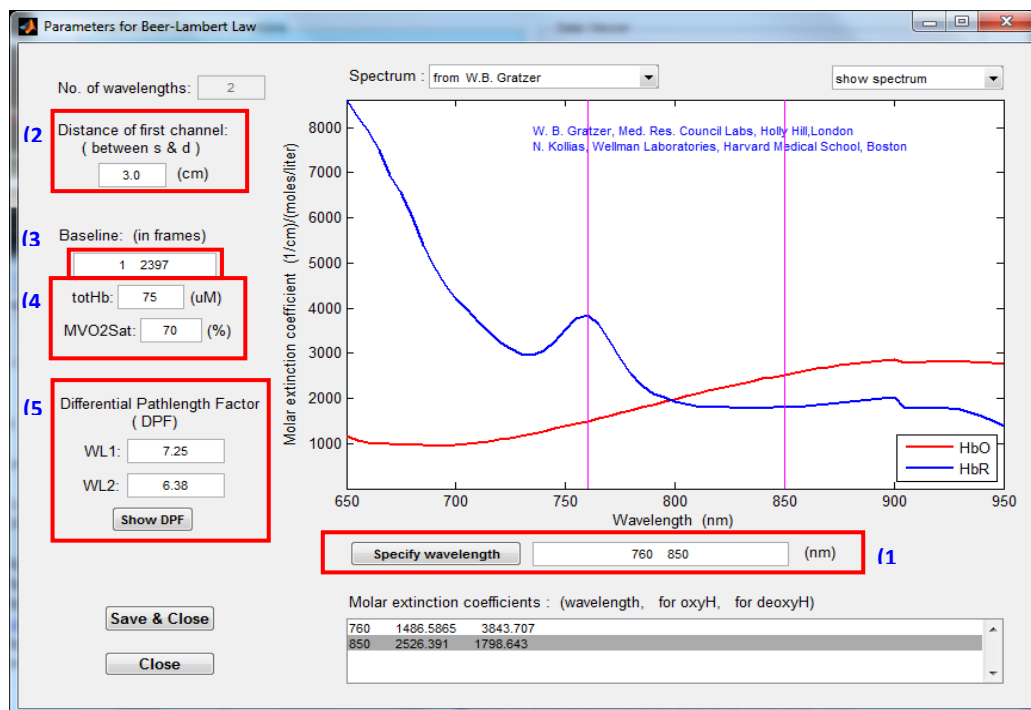 Parameters for Beer-Lambert Law
No. of wavelengths: 2
Spectrum : from W.B. Gratzer
show spectrum
(2
Distance of first channel:
( between s & d )
3.0 (cm)
(3
Baseline: (in frames)
1 2397
(4
totHb: 75 (uM)
MVO2Sat: 70 (%)
(5
Differential Pathlength Factor
( DPF)
WL1: 7.25
WL2: 6.38
Show DPF
Save & Close
Close
Molar extinction coefficient (1/cm)/(moles/liter)
8000
7000
6000
5000
4000
3000
2000
1000
W. B. Gratzer, Med. Res. Council Labs, Holly Hill,London
N. Kollias, Wellman Laboratories, Harvard Medical School, Boston
HbO
HbR
650 700 750 800 850 900 950
Wavelength (nm)
Specify wavelength 760 850 (nm) (1
Molar extinction coefficients : (wavelength, for oxyH, for deoxyH)
760 1486.5865 3843.707
850 2526.391 1798.643